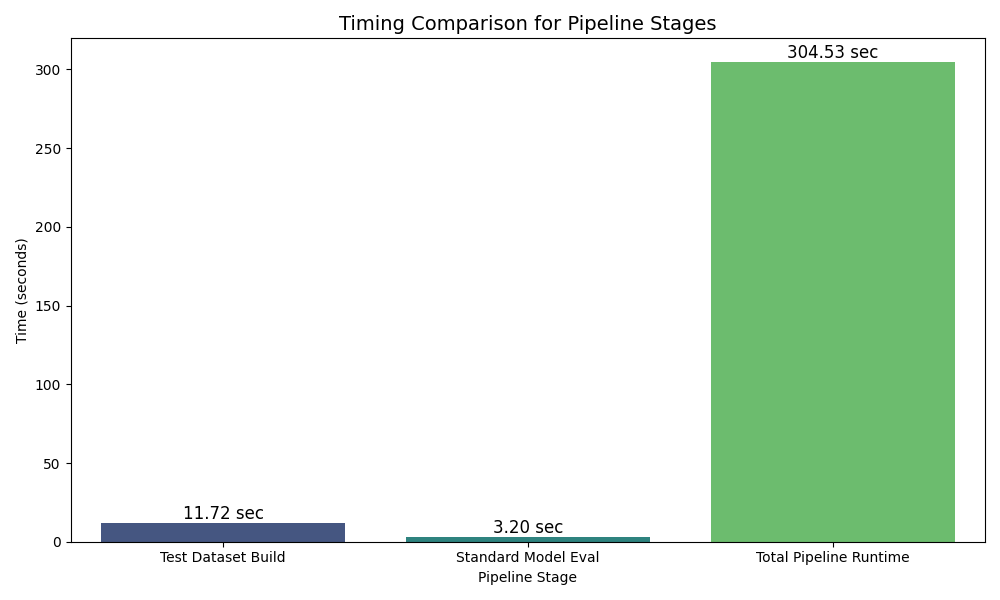 Timing Comparison for Pipeline Stages
304.53 sec
11.72 sec
3.20 sec
300
250
200
150
100
50
0
Time (seconds)
Test Dataset Build
Standard Model Eval
Total Pipeline Runtime
Pipeline Stage